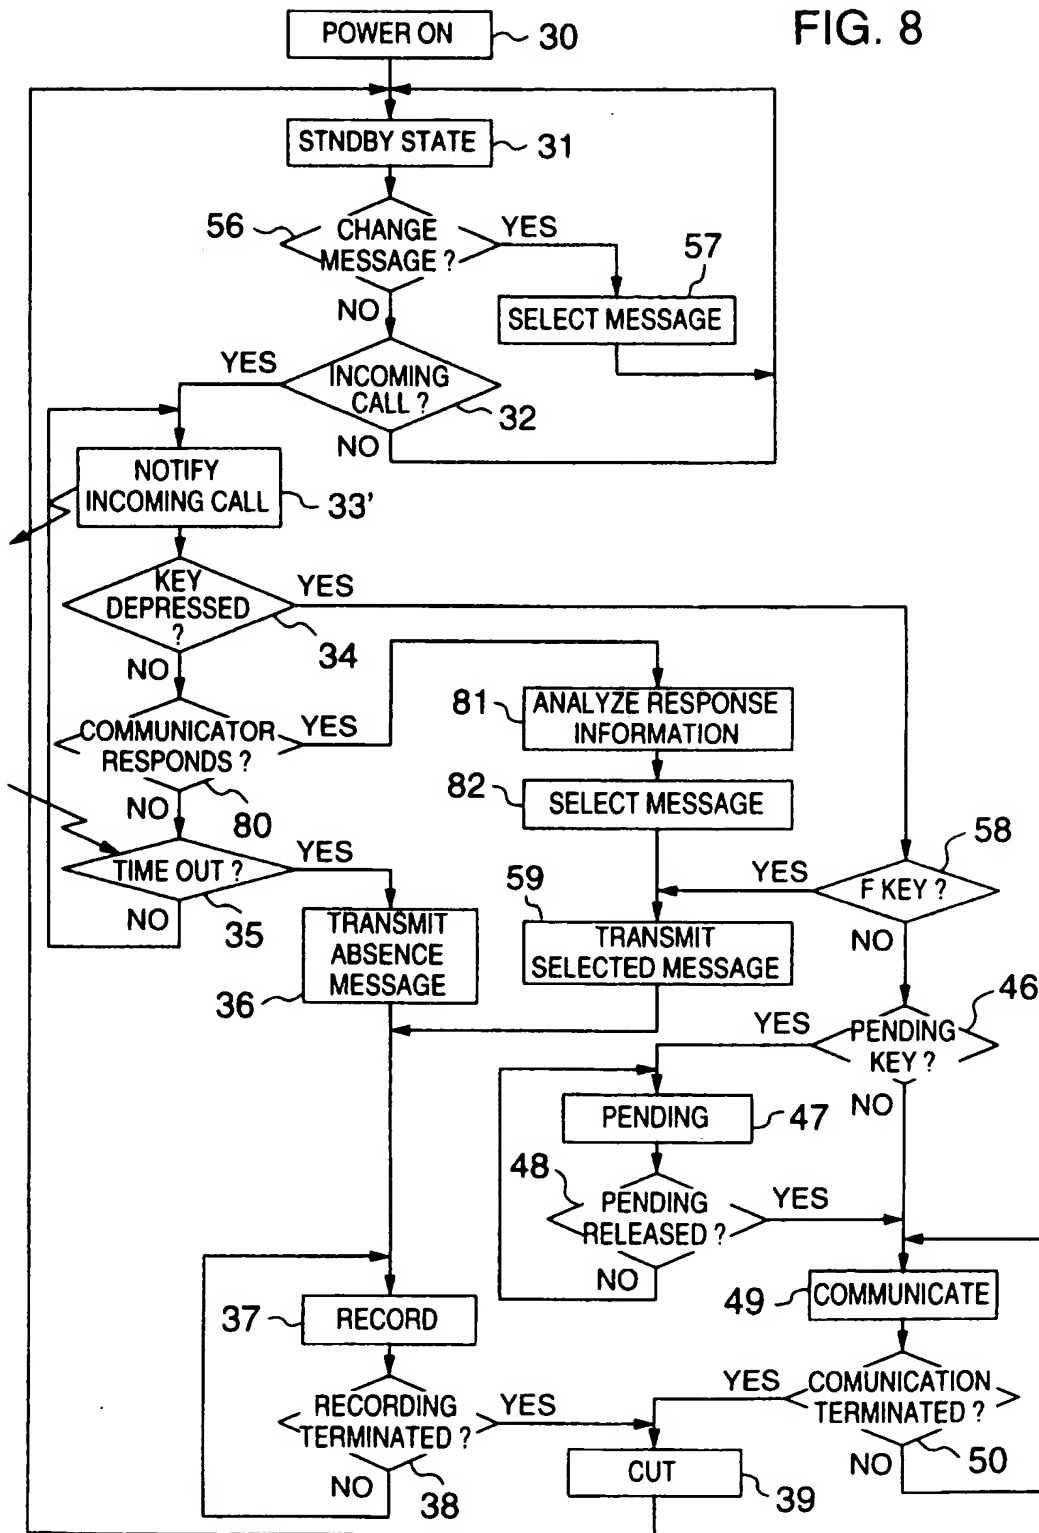 FIG. 8
POWER ON
30
STNDBY STATE
31
56
CHANGE
MESSAGE ?
YES
NO
57
SELECT MESSAGE
YES
INCOMING
CALL ?
32
NO
NOTIFY
INCOMING CALL
33'
KEY
DEPRESSED
?
YES
34
NO
COMMUNICATOR
RESPONDS ?
YES
80
NO
81
ANALYZE RESPONSE
INFORMATION
82
SELECT MESSAGE
TIME OUT ?
YES
35
NO
58
F KEY ?
YES
NO
59
TRANSMIT
SELECTED MESSAGE
TRANSMIT
ABSENCE
MESSAGE
36
46
YES
PENDING
KEY ?
NO
PENDING
47
48
PENDING
RELEASED ?
YES
NO
49
COMMUNICATE
37
RECORD
RECORDING
TERMINATED ?
YES
38
NO
YES
COMUNICATION
TERMINATED ?
50
NO
CUT
39